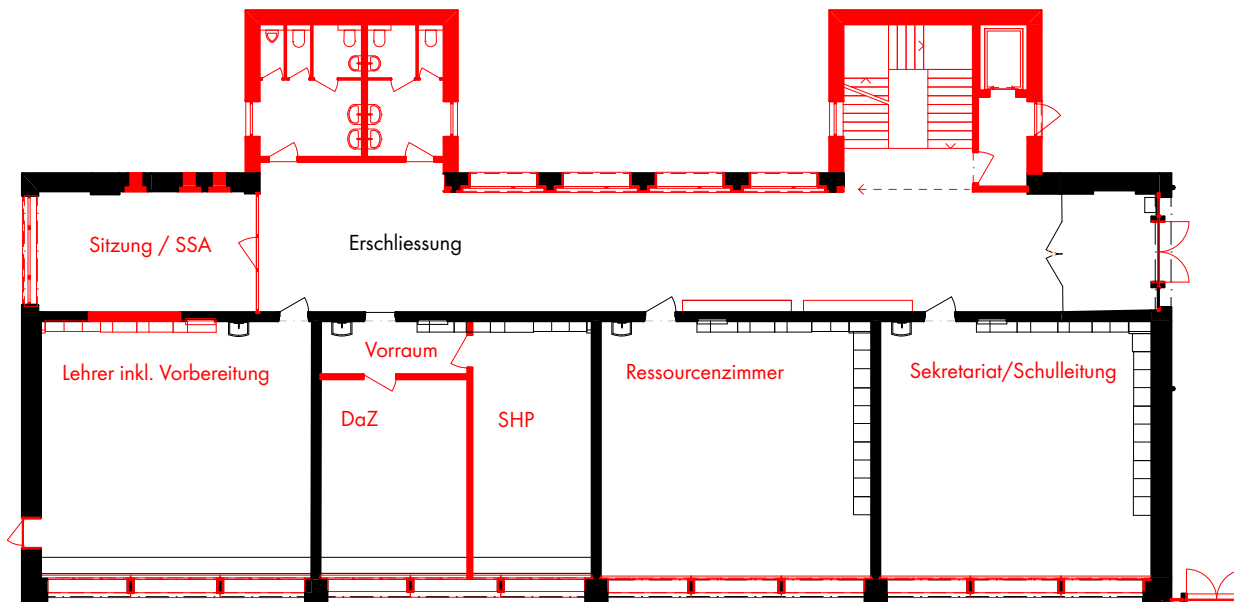 Sitzung / SSA
Erschliessung
Vorraum
Lehrer inkl. Vorbereitung
Ressourcenzimmer
Sekretariat/Schulleitung
DaZ
SHP